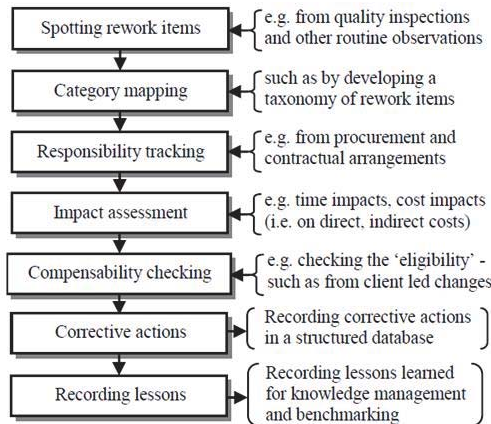 Spotting rework items
e.g. from quality inspections
and other routine observations
Category mapping
such as by developing a
taxonomy of rework items
Responsibility tracking
e.g. from procurement and
contractual arrangements
Impact assessment
e.g. time impacts, cost impacts
(i.e. on direct, indirect costs)
Compensability checking
e.g. checking the ‘eligibility’ -
such as from client led changes
Corrective actions
Recording corrective actions
in a structured database
Recording lessons
Recording lessons learned
for knowledge management
and benchmarking